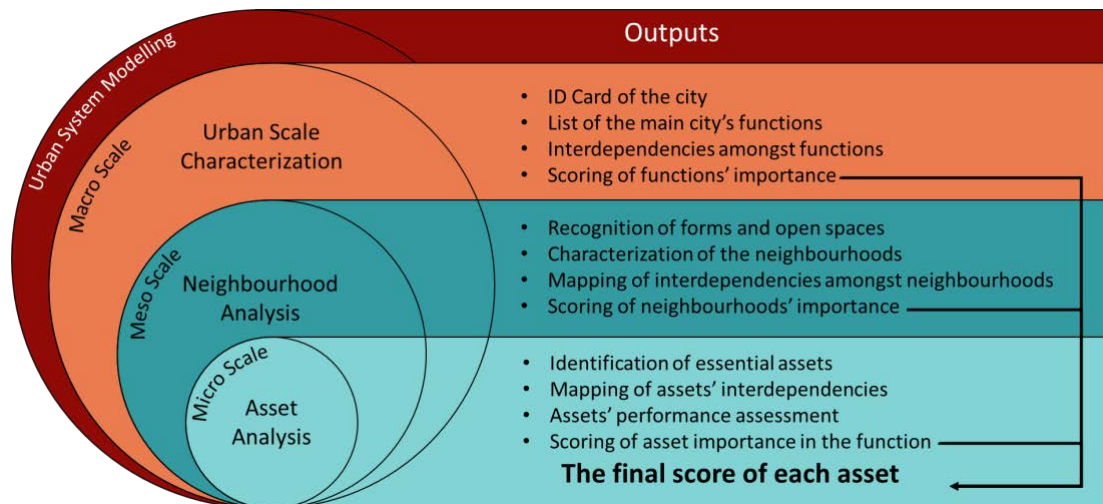 Outputs
Urban System Modelling
Macro Scale
Urban Scale
Characterization
• ID Card of the city
• List of the main city's functions
• Interdependencies amongst functions
• Scoring of functions' importance
Meso Scale
Neighbourhood
Analysis
• Recognition of forms and open spaces
• Characterization of the neighbourhoods
• Mapping of interdependencies amongst neighbourhoods
• Scoring of neighbourhoods' importance
Micro Scale
Asset
Analysis
• Identification of essential assets
• Mapping of assets' interdependencies
• Assets' performance assessment
• Scoring of asset importance in the function
The final score of each asset